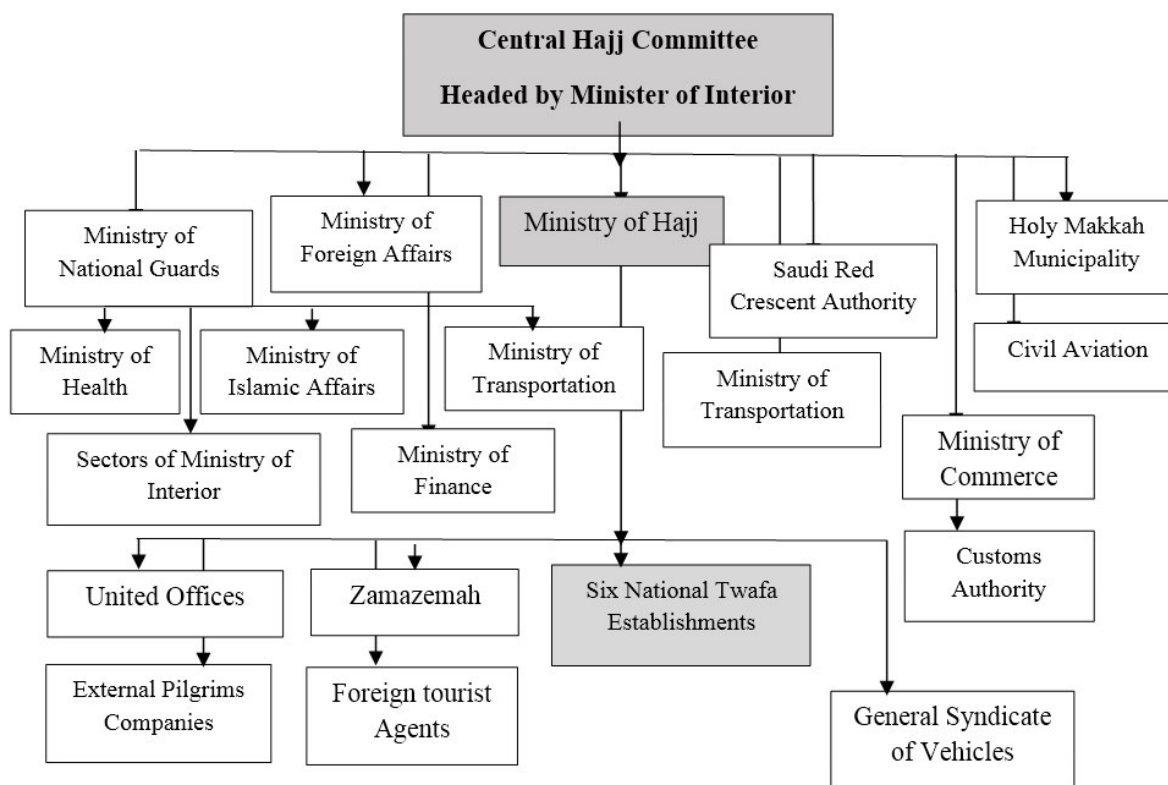 Central Hajj Committee
Headed by Minister of Interior
Ministry of
National Guards
Ministry of
Foreign Affairs
Ministry of Hajj
Saudi Red
Crescent Authority
Holy Makkah
Municipality
Ministry of
Health
Ministry of
Islamic Affairs
Ministry of
Transportation
Ministry of
Transportation
Civil Aviation
Sectors of Ministry of
Interior
Ministry of
Finance
Ministry of
Commerce
Customs
Authority
United Offices
Zamazemah
Six National Twafa
Establishments
External Pilgrims
Companies
Foreign tourist
Agents
General Syndicate
of Vehicles